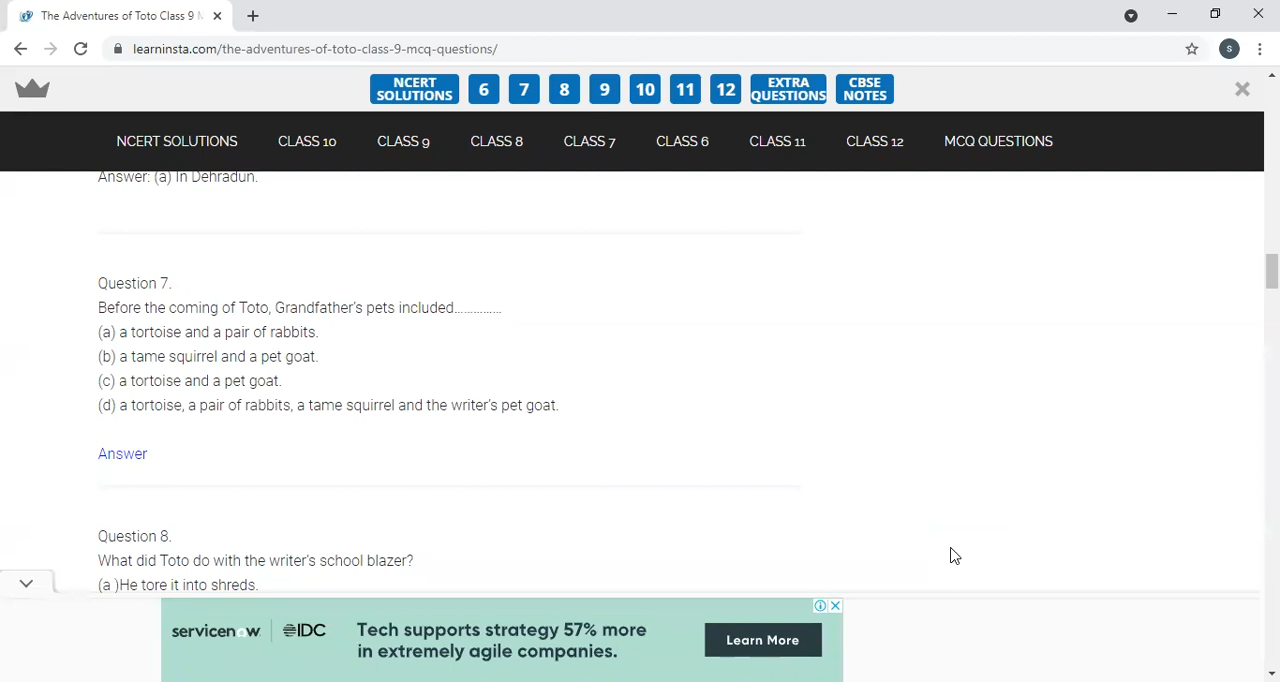 The Adventures of Toto Class 9 M
learninsta.com/the-adventures-of-toto-class-9-mcq-questions/
S
NCERT SOLUTIONS
6
7
8
9
10
11
12
EXTRA QUESTIONS
CBSE NOTES
NCERT SOLUTIONS
CLASS 10
CLASS 9
CLASS 8
CLASS 7
CLASS 6
CLASS 11
CLASS 12
MCQ QUESTIONS
Answer: (a) In Dehradun.
Question 7.
Before the coming of Toto, Grandfather's pets included..............
(a) a tortoise and a pair of rabbits.
(b) a tame squirrel and a pet goat.
(c) a tortoise and a pet goat.
(d) a tortoise, a pair of rabbits, a tame squirrel and the writer's pet goat.
Answer
Question 8.
What did Toto do with the writer's school blazer?
(a )He tore it into shreds.
servicenow
IDC
Tech supports strategy 57% more
in extremely agile companies.
Learn More